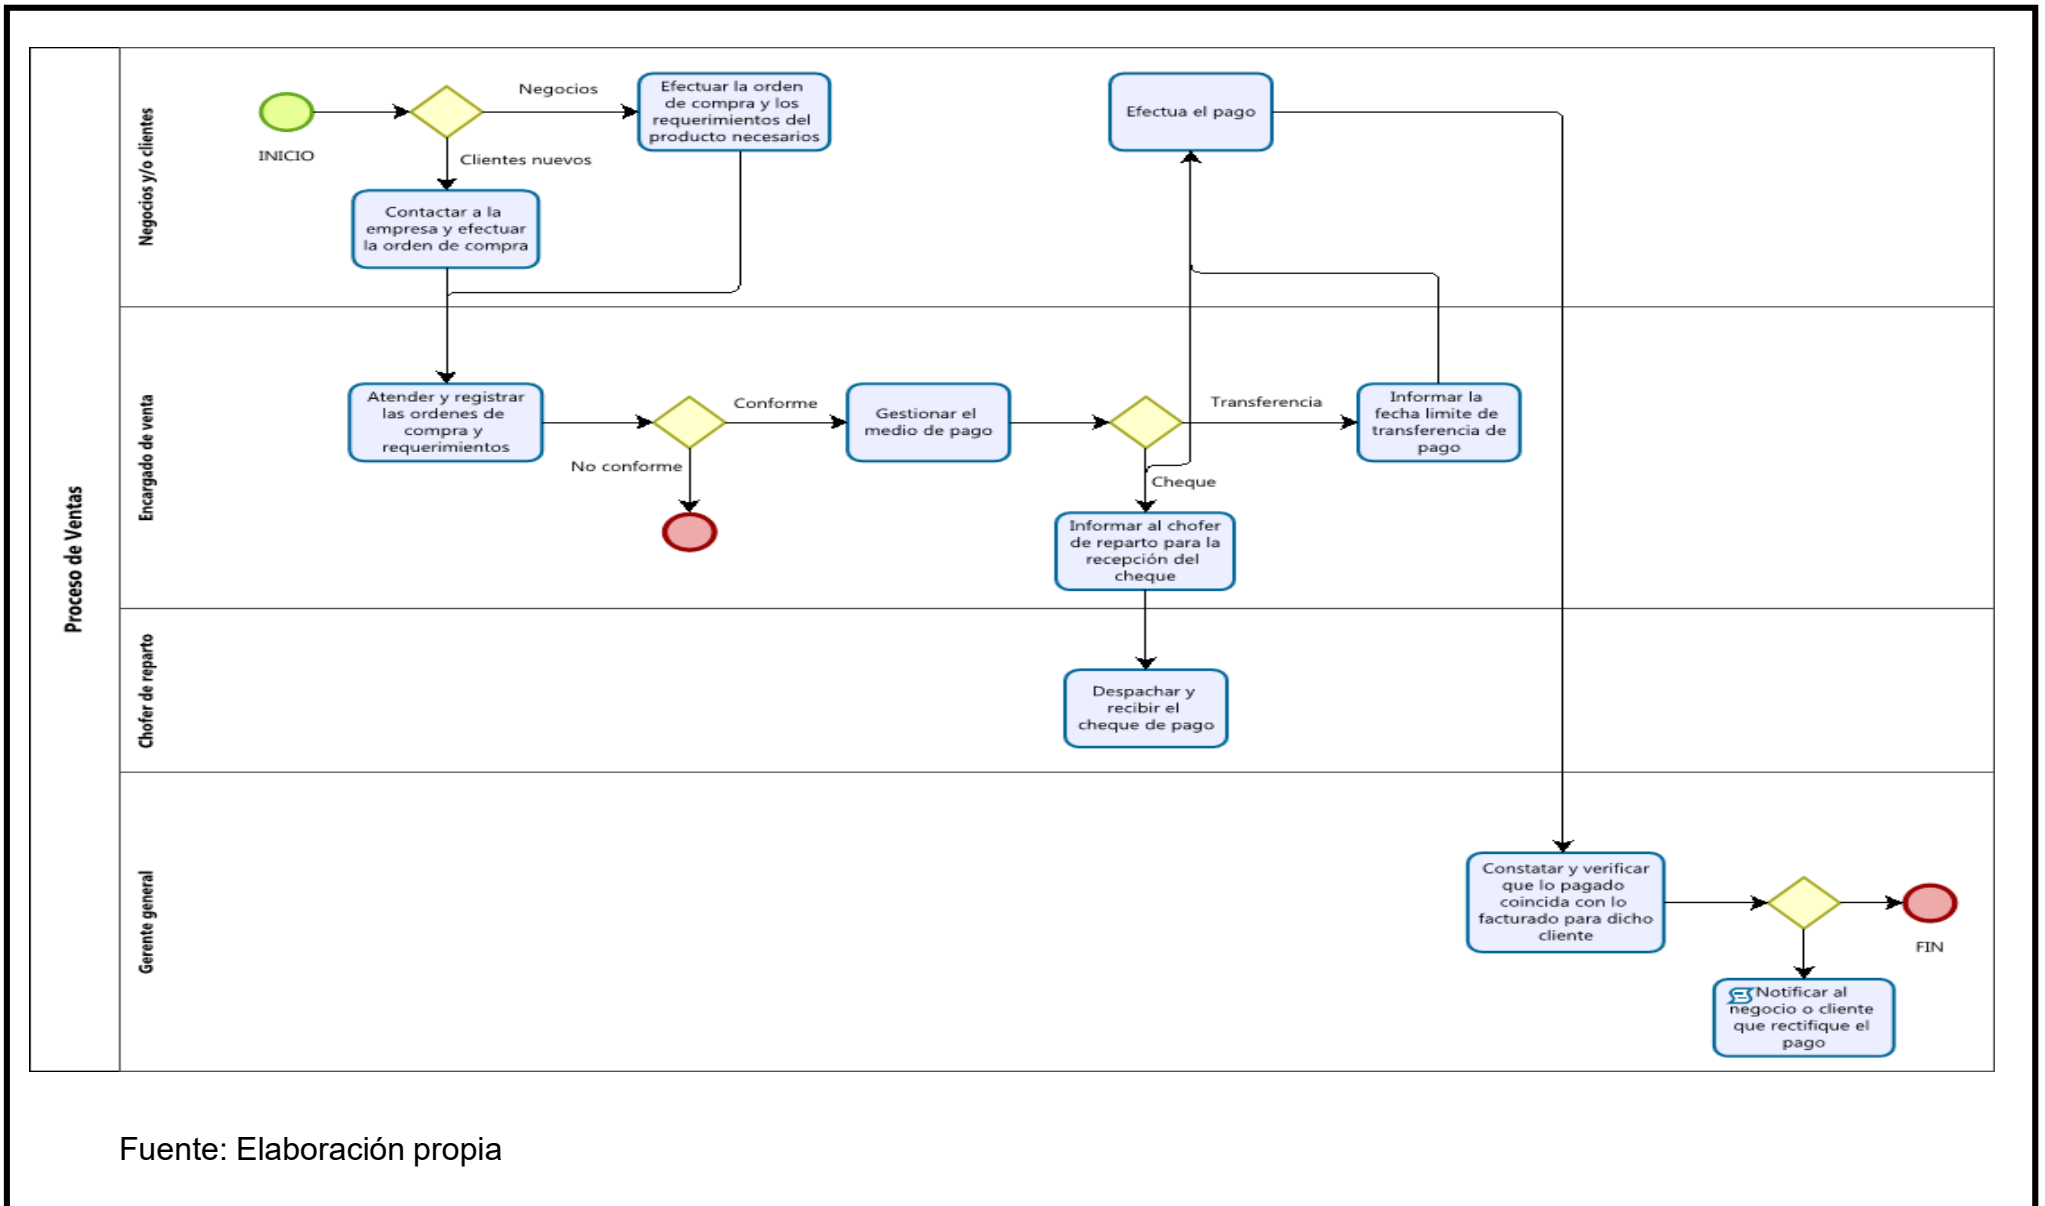 Proceso de Ventas
Negocios y/o clientes
INICIO
Negocios
Clientes nuevos
Efectuar la orden
de compra y los
requerimientos del
producto necesarios
Contactar a la
empresa y efectuar
la orden de compra
Efectua el pago
Encargado de venta
Atender y registrar
las ordenes de
compra y
requerimientos
Conforme
No conforme
Gestionar el
medio de pago
Transferencia
Cheque
Informar la
fecha limite de
transferencia de
pago
Informar al chofer
de reparto para la
recepción del
cheque
Chofer de reparto
Despachar y
recibir el
cheque de pago
Gerente general
Constatar y verificar
que lo pagado
coincida con lo
facturado para dicho
cliente
FIN
Notificar al
negocio o cliente
que rectifique el
pago
Fuente: Elaboración propia